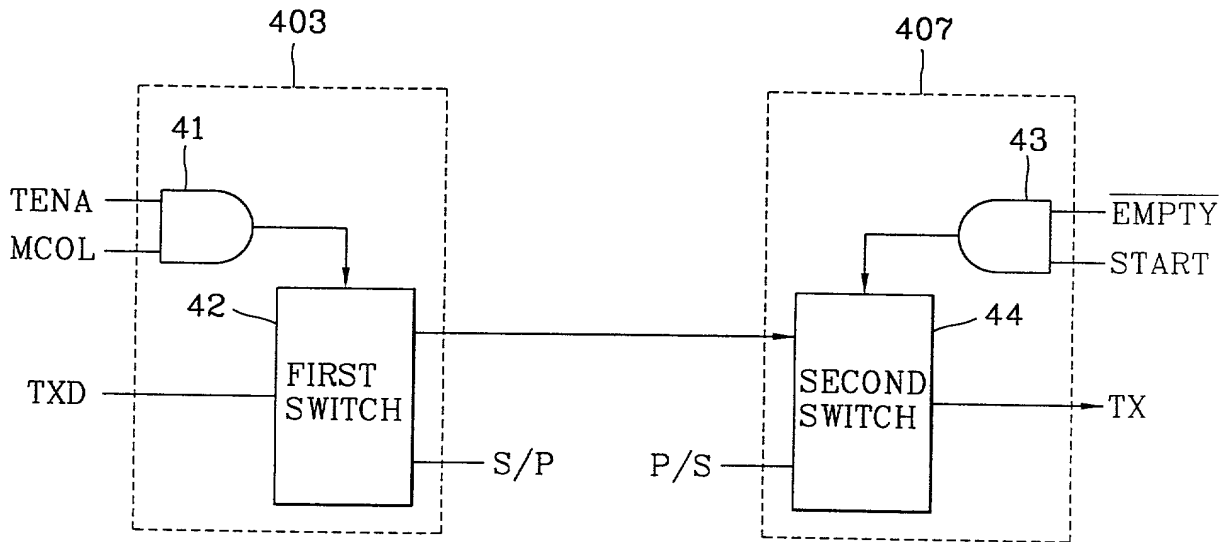 403
407
41
43
TENA
MCOL
EMPTY
START
42
44
FIRST
SWITCH
SECOND
SWITCH
TXD
TX
S/P
P/S